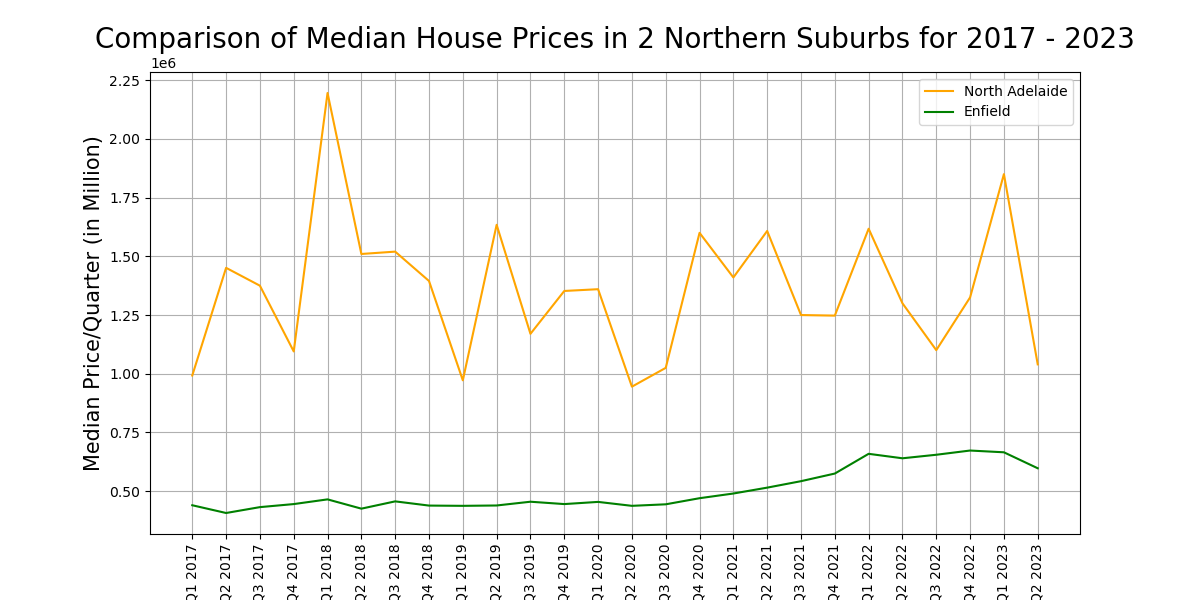 Comparison of Median House Prices in 2 Northern Suburbs for 2017 - 2023
1e6
2.25
2.00
1.75
1.50
1.25
1.00
0.75
0.50
Median Price/Quarter (in Million)
North Adelaide
Enfield
Q1 2017
Q2 2017
Q3 2017
Q4 2017
Q1 2018
Q2 2018
Q3 2018
Q4 2018
Q1 2019
Q2 2019
Q3 2019
Q4 2019
Q1 2020
Q2 2020
Q3 2020
Q4 2020
Q1 2021
Q2 2021
Q3 2021
Q4 2021
Q1 2022
Q2 2022
Q3 2022
Q4 2022
Q1 2023
Q2 2023